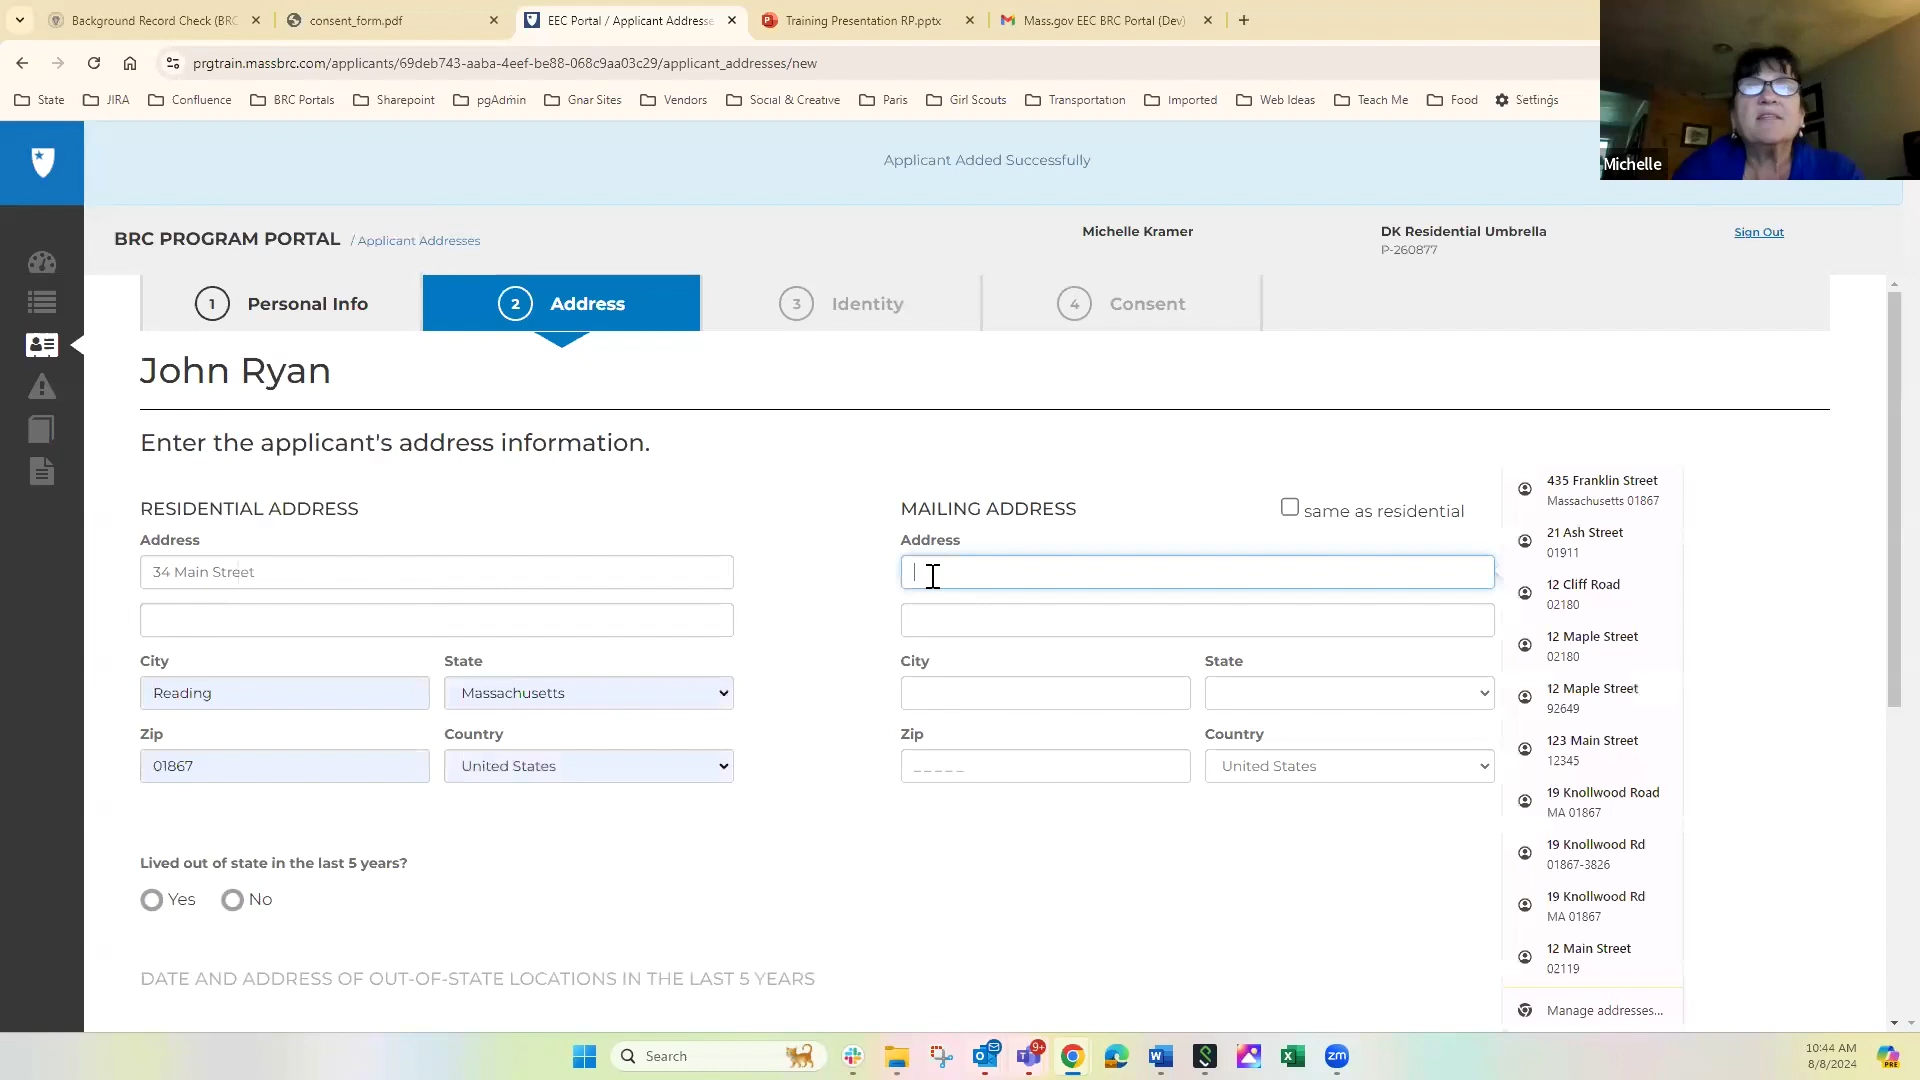 Background Record Check (BRC
consent_form.pdf
EEC Portal / Applicant Addresse
Training Presentation RP.pptx
Mass.gov EEC BRC Portal (Dev)
prgtrain.massbrc.com/applicants/69deb743-aaba-4eef-be88-068c9aa03c29/applicant_addresses/new
State
JIRA
Confluence
BRC Portals
Sharepoint
pgAdmin
Gnar Sites
Vendors
Social & Creative
Paris
Girl Scouts
Transportation
Imported
Web Ideas
Teach Me
Food
Settings
Michelle
Applicant Added Successfully
BRC PROGRAM PORTAL / Applicant Addresses
Michelle Kramer
DK Residential Umbrella
P-260877
Sign Out
1 Personal Info
2 Address
3 Identity
4 Consent
John Ryan
Enter the applicant's address information.
RESIDENTIAL ADDRESS
Address
34 Main Street
City
State
Reading
Massachusetts
Zip
Country
01867
United States
MAILING ADDRESS
same as residential
Address
City
State
Zip
Country
_ _ _ _ _
United States
435 Franklin Street
Massachusetts 01867
21 Ash Street
01911
12 Cliff Road
02180
12 Maple Street
02180
12 Maple Street
92649
123 Main Street
12345
19 Knollwood Road
MA 01867
19 Knollwood Rd
01867-3826
19 Knollwood Rd
MA 01867
12 Main Street
02119
Manage addresses...
Lived out of state in the last 5 years?
Yes
No
DATE AND ADDRESS OF OUT-OF-STATE LOCATIONS IN THE LAST 5 YEARS
Search
9+
zm
10:44 AM
8/8/2024
PRE